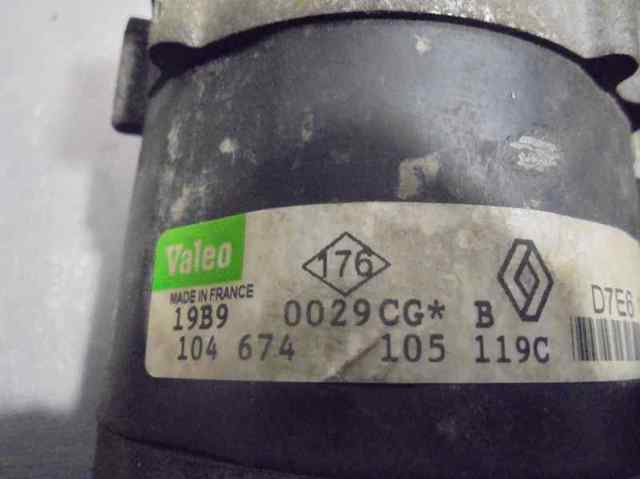 Valeo
176
D7E6
MADE IN FRANCE
19B9 0029CG* B
104 674 105 119C